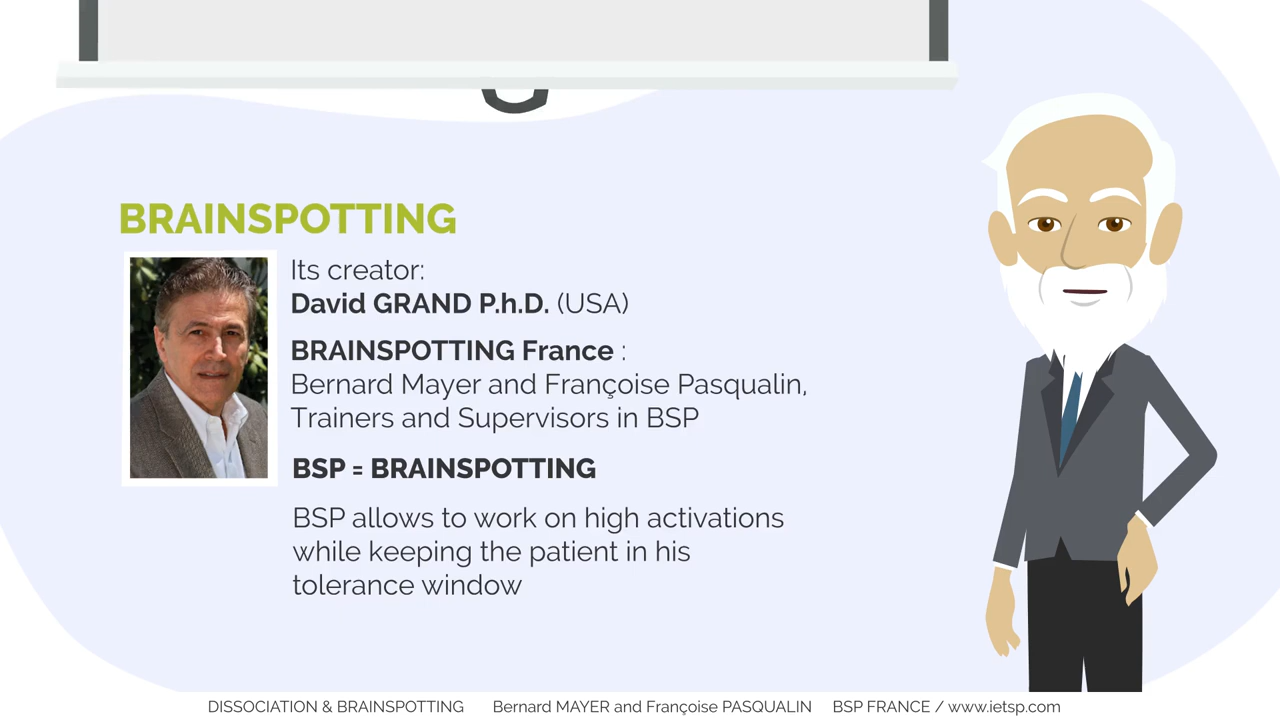 BRAINSPOTTING
Its creator:
David GRAND P.h.D. (USA)
BRAINSPOTTING France :
Bernard Mayer and Françoise Pasqualin,
Trainers and Supervisors in BSP
BSP = BRAINSPOTTING
BSP allows to work on high activations
while keeping the patient in his
tolerance window
DISSOCIATION & BRAINSPOTTING Bernard MAYER and Françoise PASQUALIN BSP FRANCE / www.ietsp.com